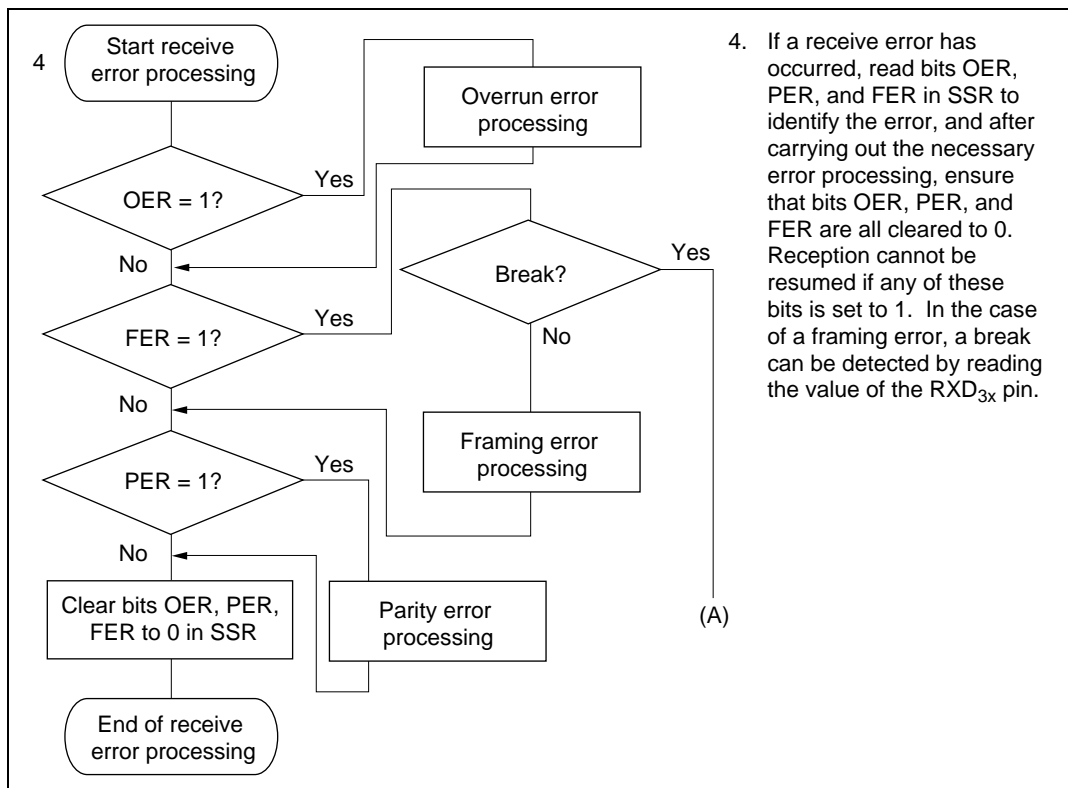 4
Start receive
error processing
Overrun error
processing
Yes
OER = 1?
No
Yes
Break?
Yes
FER = 1?
No
No
Framing error
processing
Yes
PER = 1?
No
Clear bits OER, PER,
FER to 0 in SSR
Parity error
processing
(A)
End of receive
error processing
4. If a receive error has
occurred, read bits OER,
PER, and FER in SSR to
identify the error, and after
carrying out the necessary
error processing, ensure
that bits OER, PER, and
FER are all cleared to 0.
Reception cannot be
resumed if any of these
bits is set to 1. In the case
of a framing error, a break
can be detected by reading
the value of the RXD3x pin.